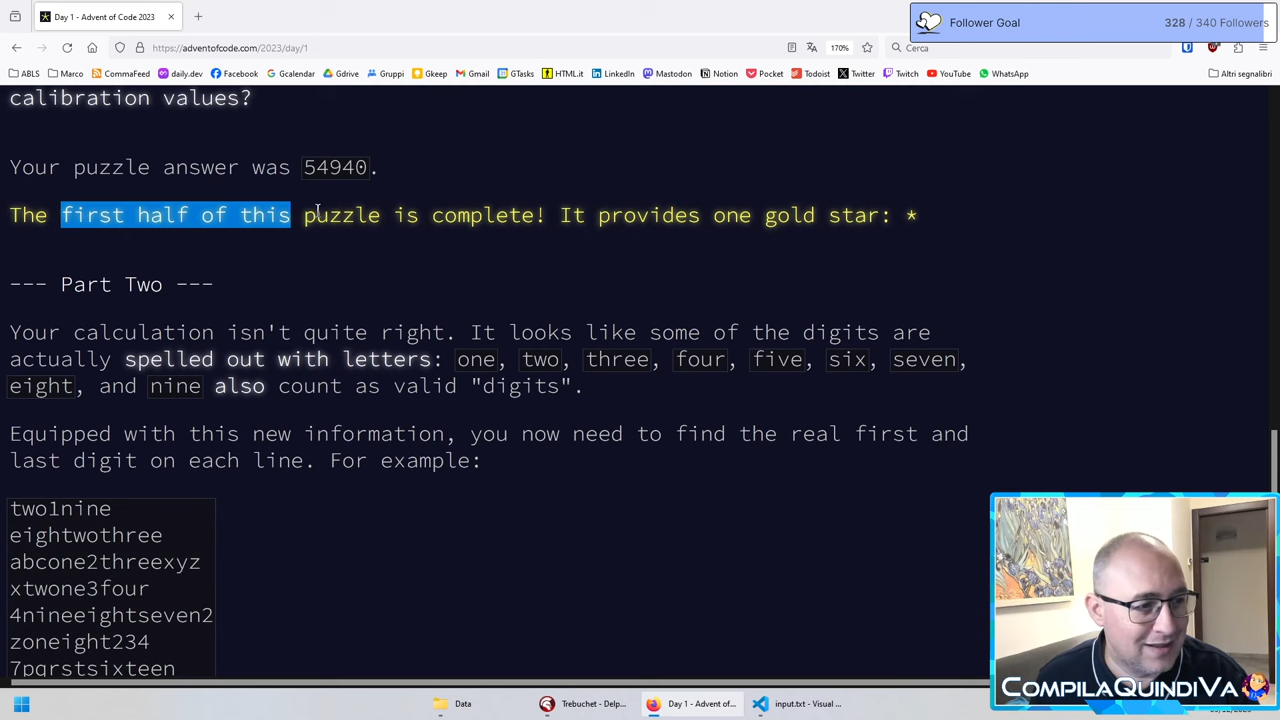 Day 1 - Advent of Code 2023
Follower Goal
328 / 340 Followers
https://adventofcode.com/2023/day/1
170%
Cerca
ABLS
Marco
CommaFeed
daily.dev
Facebook
Gcalendar
Gdrive
Gruppi
Gkeep
Gmail
GTasks
HTML.it
LinkedIn
Mastodon
Notion
Pocket
Todoist
Twitter
Twitch
YouTube
WhatsApp
Altri segnalibri
calibration values?
Your puzzle answer was 54940.
The first half of this puzzle is complete! It provides one gold star: *
--- Part Two ---
Your calculation isn't quite right. It looks like some of the digits are
actually spelled out with letters: one, two, three, four, five, six, seven,
eight, and nine also count as valid "digits".
Equipped with this new information, you now need to find the real first and
last digit on each line. For example:
two1nine
eightwothree
abcone2threexyz
xtwone3four
4nineeightseven2
zoneight234
7pqrstsixteen
COMPILAQUINDIVA
Data
Trebuchet - Delp...
Day 1 - Advent of...
input.txt - Visual ...